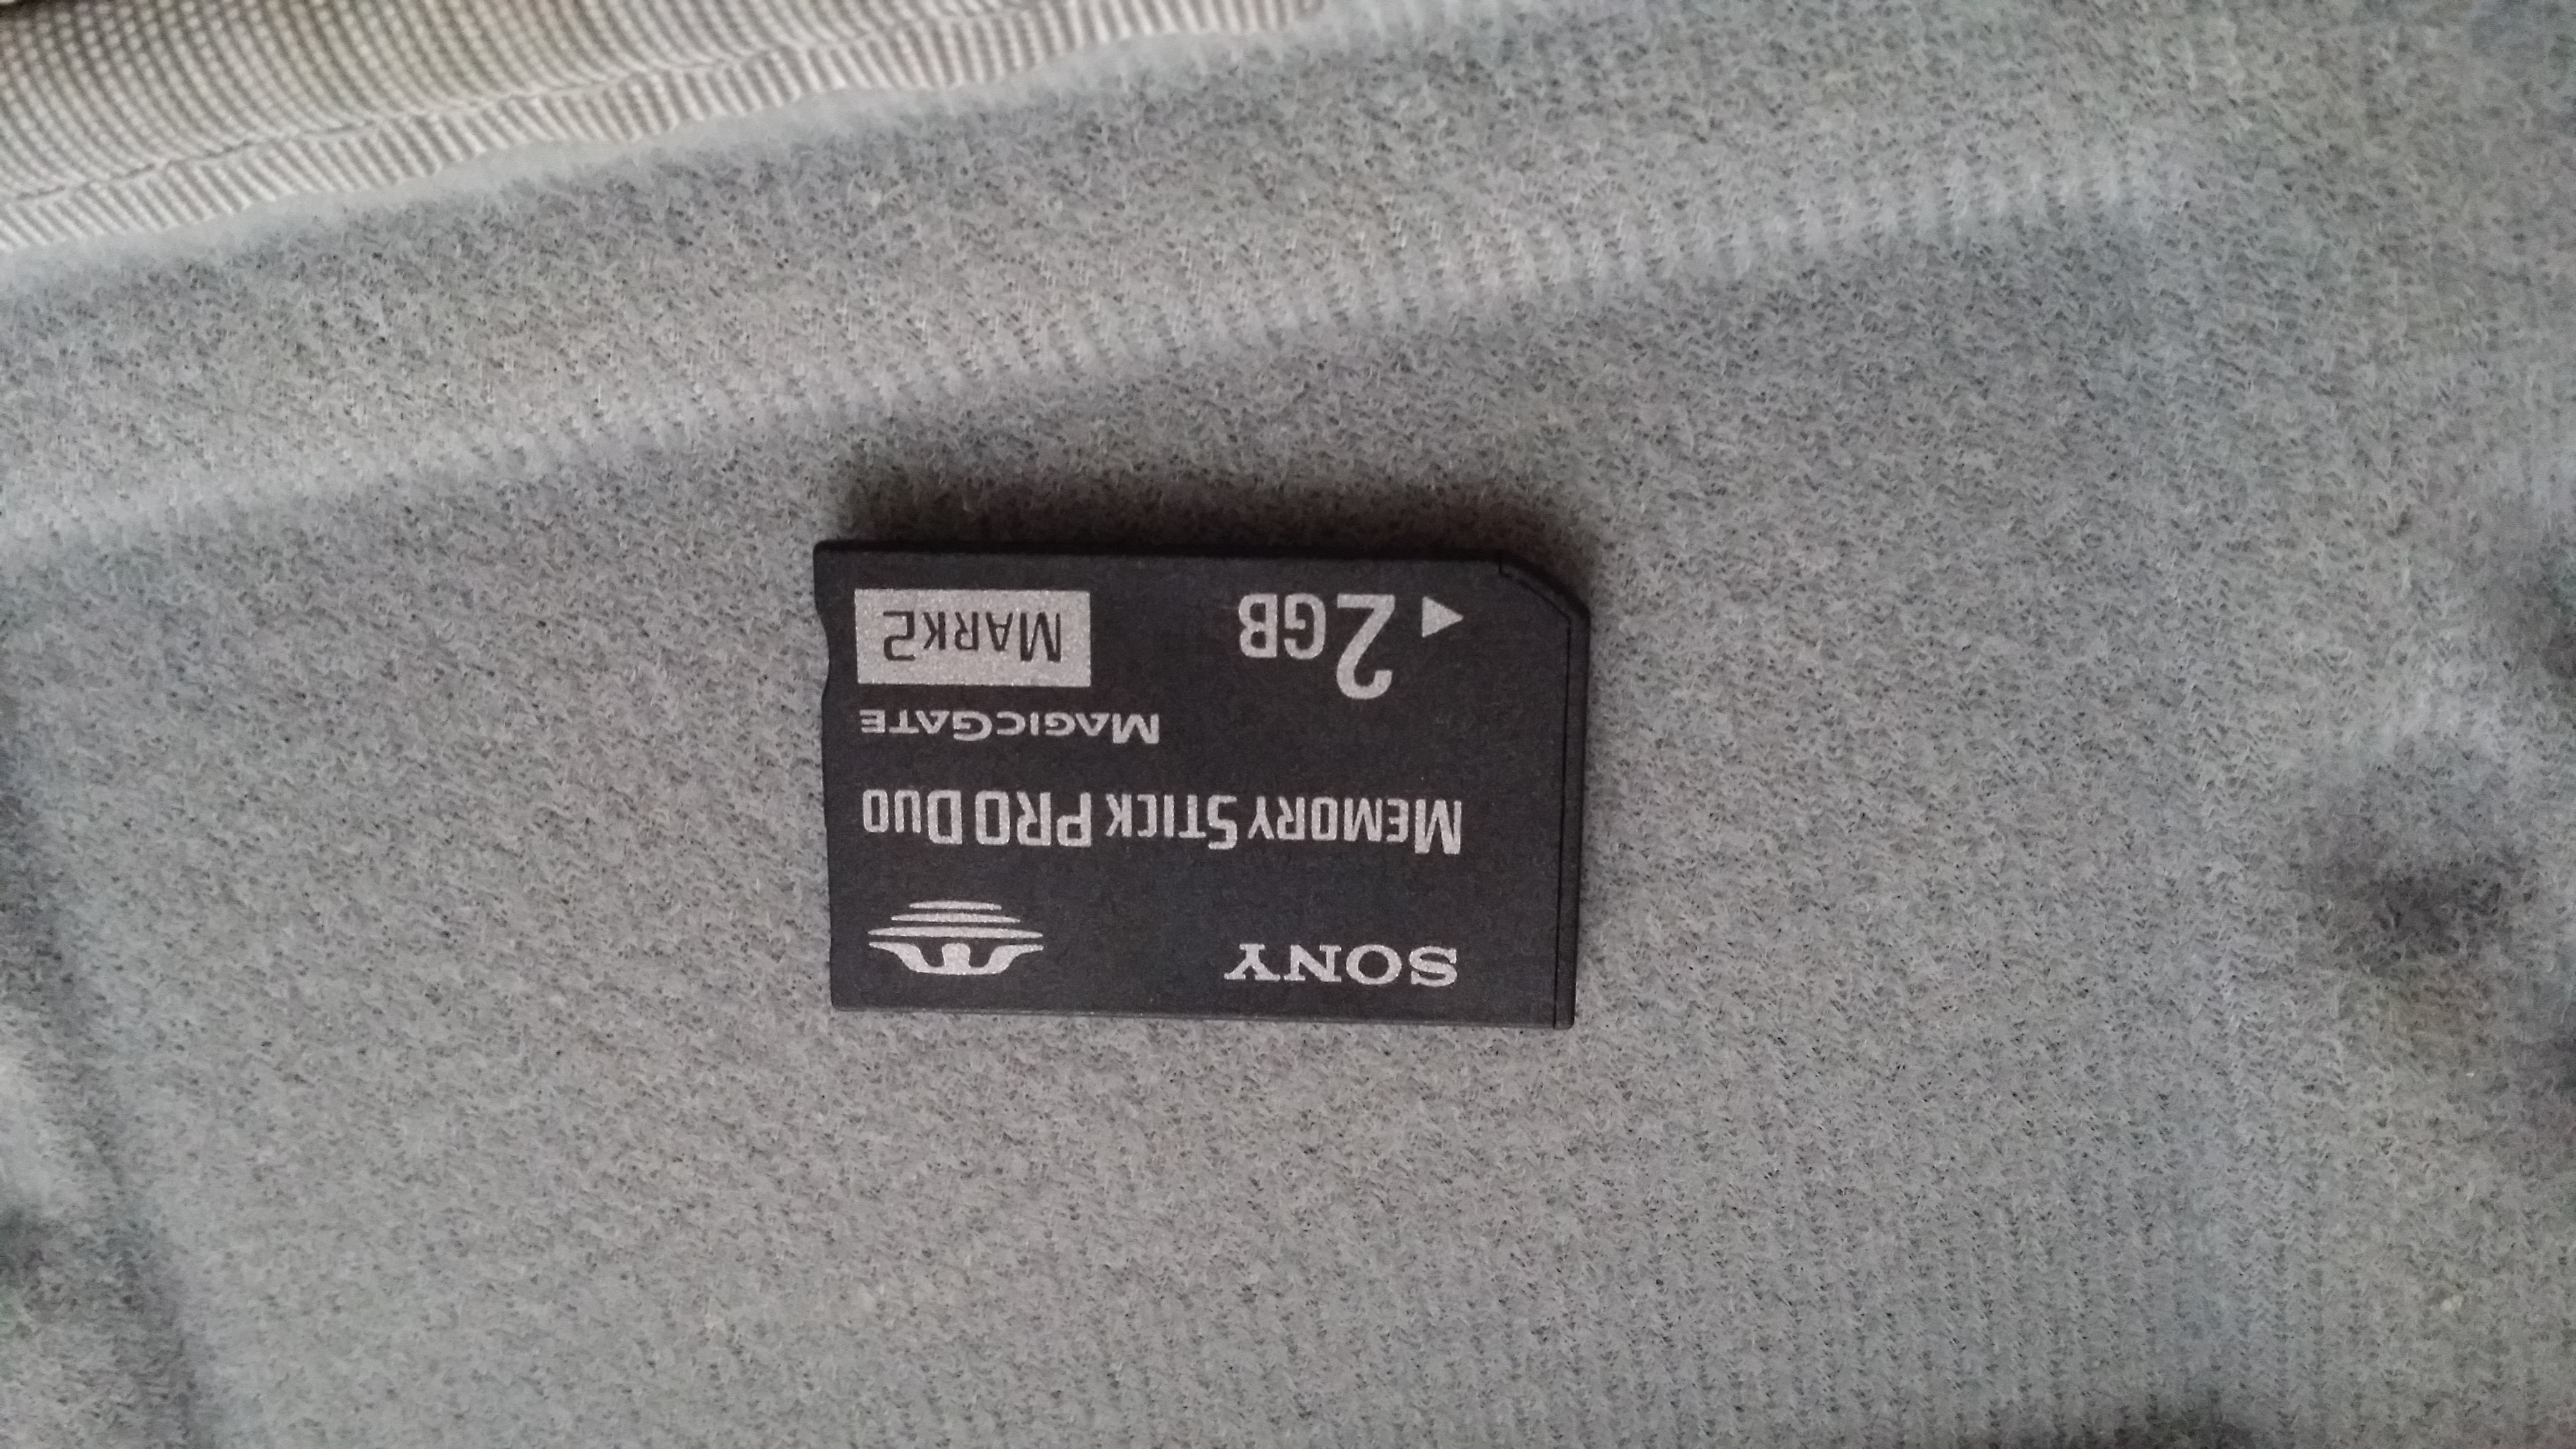 SONY
MEMORY STICK PRO DUO
MAGICGATE
2GB MARK2